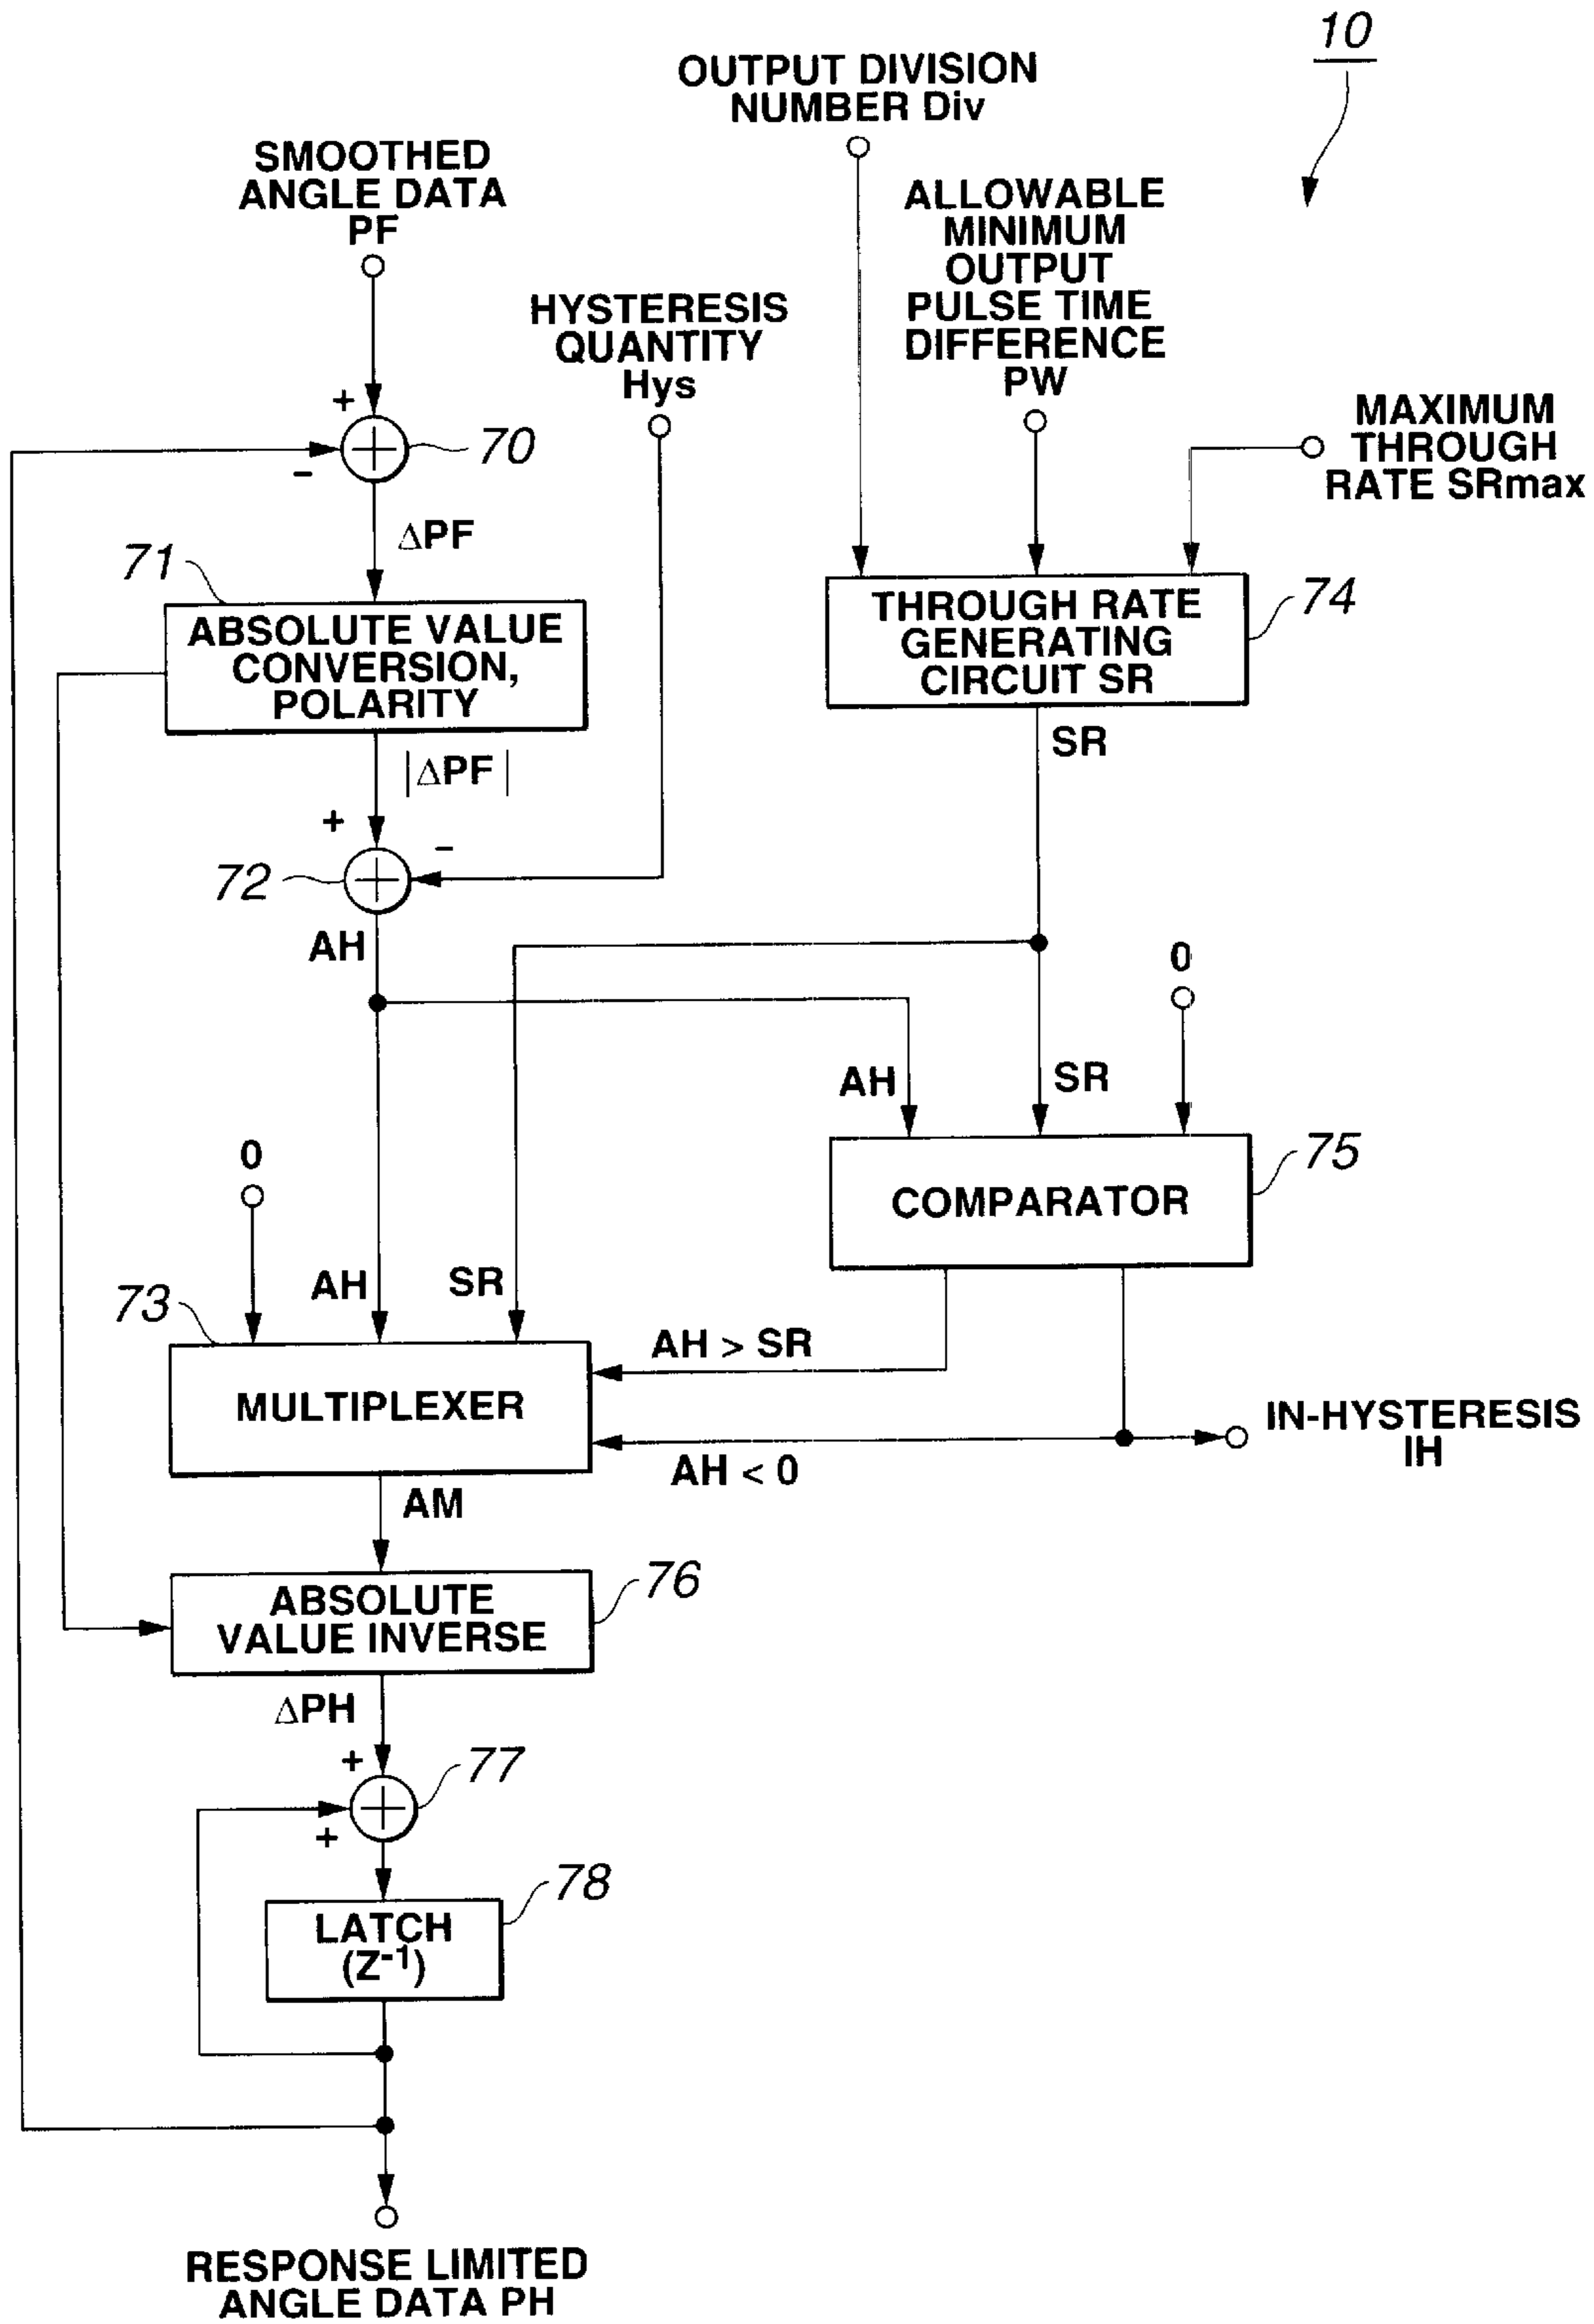 10
OUTPUT DIVISION
NUMBER Div
SMOOTHED
ANGLE DATA
PF
ALLOWABLE
MINIMUM
OUTPUT
PULSE TIME
DIFFERENCE
PW
HYSTERESIS
QUANTITY
Hys
MAXIMUM
THROUGH
RATE SRmax
+
-
70
ΔPF
71
ABSOLUTE VALUE
CONVERSION,
POLARITY
THROUGH RATE
GENERATING
CIRCUIT SR
74
SR
|ΔPF|
+
-
72
AH
0
AH
SR
0
COMPARATOR
75
AH
SR
73
AH > SR
MULTIPLEXER
AH < 0
IN-HYSTERESIS
IH
AM
ABSOLUTE
VALUE INVERSE
76
ΔPH
+
+
77
LATCH
(Z⁻¹)
78
RESPONSE LIMITED
ANGLE DATA PH